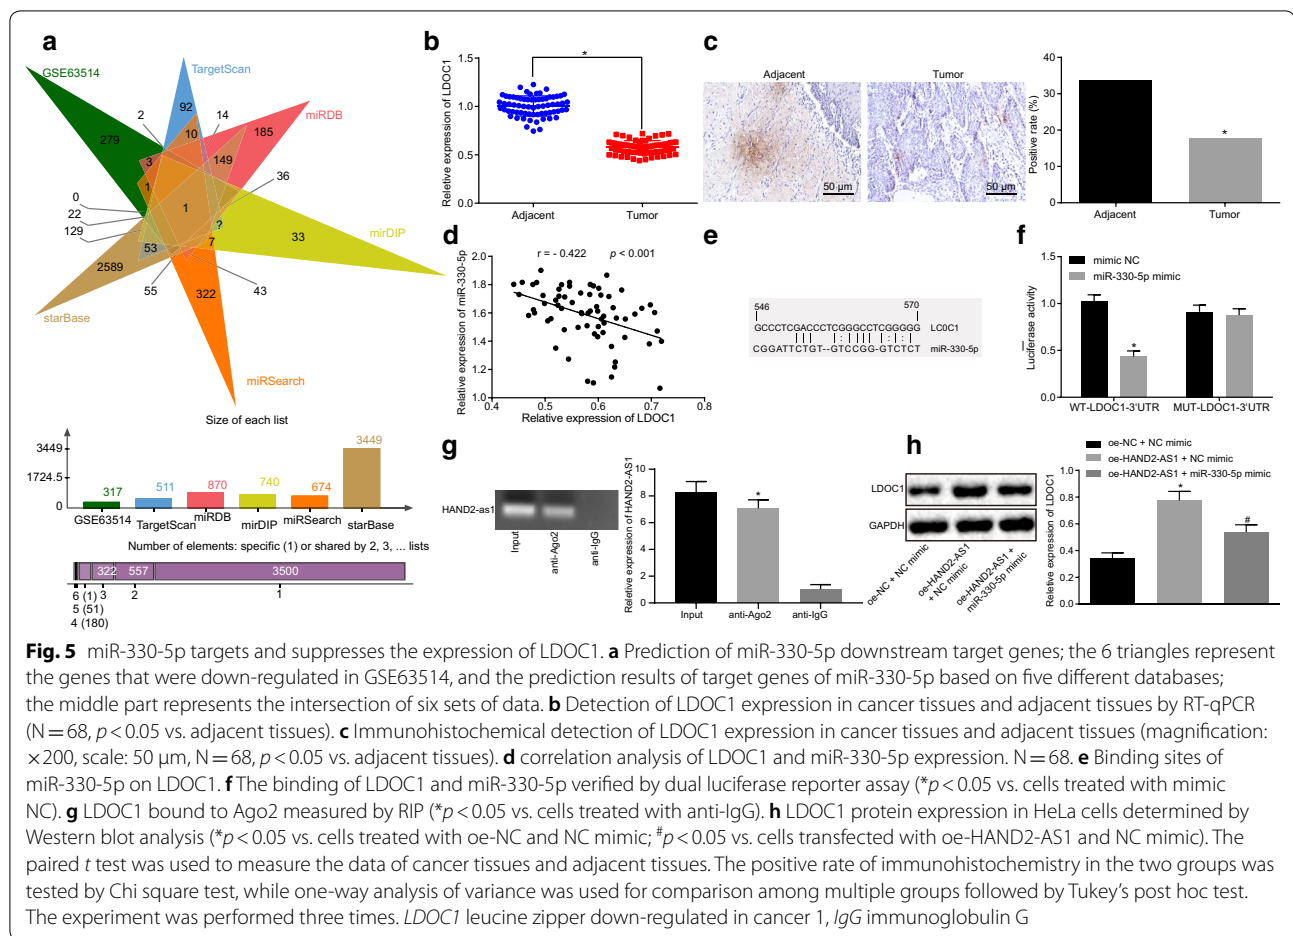 a
GSE63514
TargetScan
miRDB
mirDIP
miRSearch
starBase
279
92
185
33
322
2589
2
14
10
149
36
3
1
1
?
7
53
0
22
129
55
43
Size of each list
3449
1724.5
317
511
870
740
674
3449
GSE63514
TargetScan
miRDB
mirDIP
miRSearch
starBase
Number of elements: specific (1) or shared by 2, 3, ... lists
322
557
3500
6 (1) 3 2 1
5 (51)
4 (180)
b
Reletive expression of LDOC1
1.5
1.0
0.5
0.0
*
Adjacent
Tumor
c
Adjacent
Tumor
50 µm
50 µm
Positive rate (%)
40
30
20
10
0
*
Adjacent
Tumor
d
Relative expression of miR-330-5p
r = - 0.422
p < 0.001
2.0
1.8
1.6
1.4
1.2
1.0
0.4 0.5 0.6 0.7 0.8
Relative expression of LDOC1
e
546 570
GCCCTCGACCCTCGGGCCTCGGGGG LC0C1
CGGATTCTGT--GTCCGG-GTCTCT miR-330-5p
f
mimic NC
miR-330-5p mimic
Luciferase activity
1.5
1.0
0.5
0.0
*
WT-LDOC1-3'UTR
MUT-LDOC1-3'UTR
g
HAND2-as1
Input
anti-Ago2
anti-IgG
Reletive expression of HAND2-AS1
10
8
6
4
2
0
*
Input
anti-Ago2
anti-IgG
h
LDOC1
GAPDH
oe-NC + NC mimic
oe-HAND2-AS1
+ NC mimic
oe-HAND2-AS1 +
miR-330-5p mimic
oe-NC + NC mimic
oe-HAND2-AS1 + NC mimic
oe-HAND2-AS1 + miR-330-5p mimic
Reletive expression of LDOC1
1.0
0.8
0.6
0.4
0.2
0.0
*
#
Fig. 5 miR-330-5p targets and suppresses the expression of LDOC1. a Prediction of miR-330-5p downstream target genes; the 6 triangles represent
the genes that were down-regulated in GSE63514, and the prediction results of target genes of miR-330-5p based on five different databases;
the middle part represents the intersection of six sets of data. b Detection of LDOC1 expression in cancer tissues and adjacent tissues by RT-qPCR
(N = 68, p < 0.05 vs. adjacent tissues). c Immunohistochemical detection of LDOC1 expression in cancer tissues and adjacent tissues (magnification:
×200, scale: 50 µm, N = 68, p < 0.05 vs. adjacent tissues). d correlation analysis of LDOC1 and miR-330-5p expression. N = 68. e Binding sites of
miR-330-5p on LDOC1. f The binding of LDOC1 and miR-330-5p verified by dual luciferase reporter assay (*p < 0.05 vs. cells treated with mimic
NC). g LDOC1 bound to Ago2 measured by RIP (*p < 0.05 vs. cells treated with anti-IgG). h LDOC1 protein expression in HeLa cells determined by
Western blot analysis (*p < 0.05 vs. cells treated with oe-NC and NC mimic; #p < 0.05 vs. cells transfected with oe-HAND2-AS1 and NC mimic). The
paired t test was used to measure the data of cancer tissues and adjacent tissues. The positive rate of immunohistochemistry in the two groups was
tested by Chi square test, while one-way analysis of variance was used for comparison among multiple groups followed by Tukey's post hoc test.
The experiment was performed three times. LDOC1 leucine zipper down-regulated in cancer 1, IgG immunoglobulin G